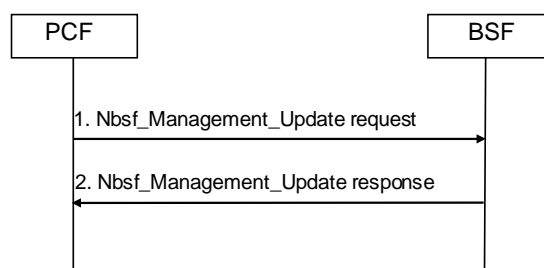 PCF
BSF
1. Nbsf_Management_Update request
2. Nbsf_Management_Update response